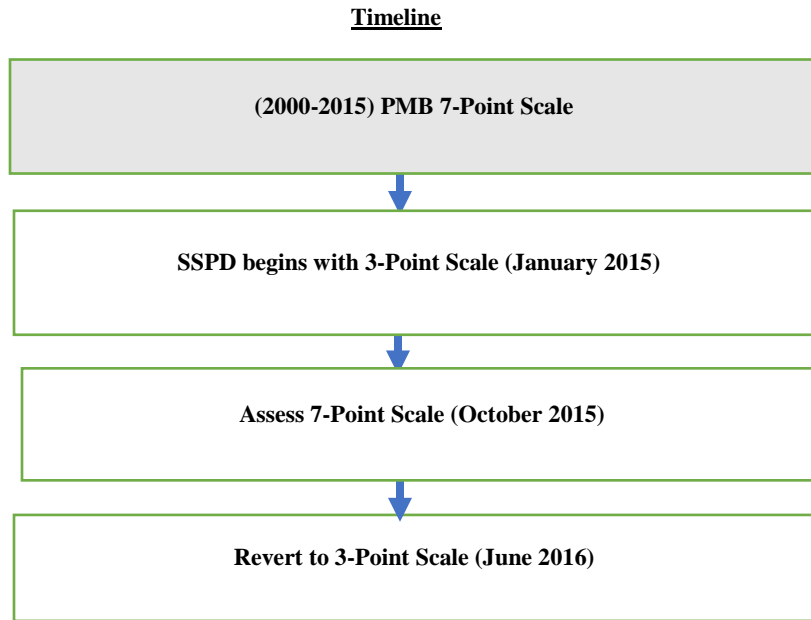 Timeline
(2000-2015) PMB 7-Point Scale
SSPD begins with 3-Point Scale (January 2015)
Assess 7-Point Scale (October 2015)
Revert to 3-Point Scale (June 2016)